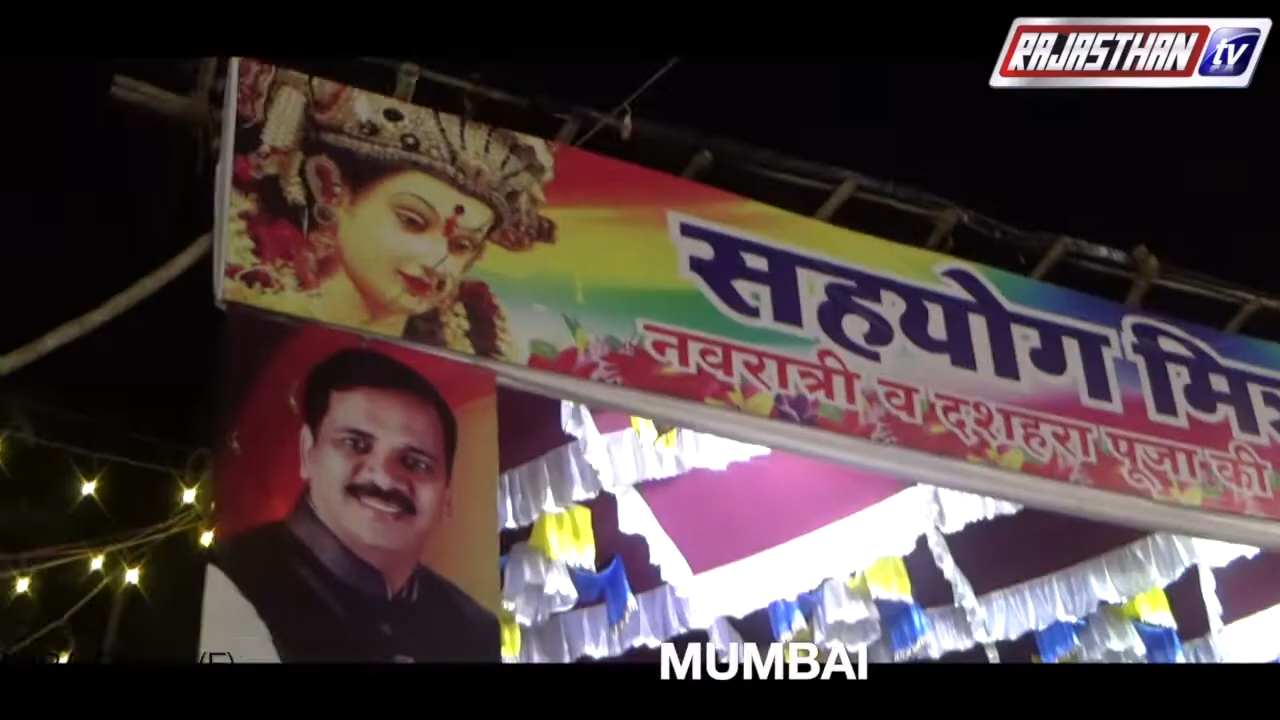 RAJASTHAN tv
सहयोग
नवरात्री व दशहरा पूजा की
(E)
MUMBAI